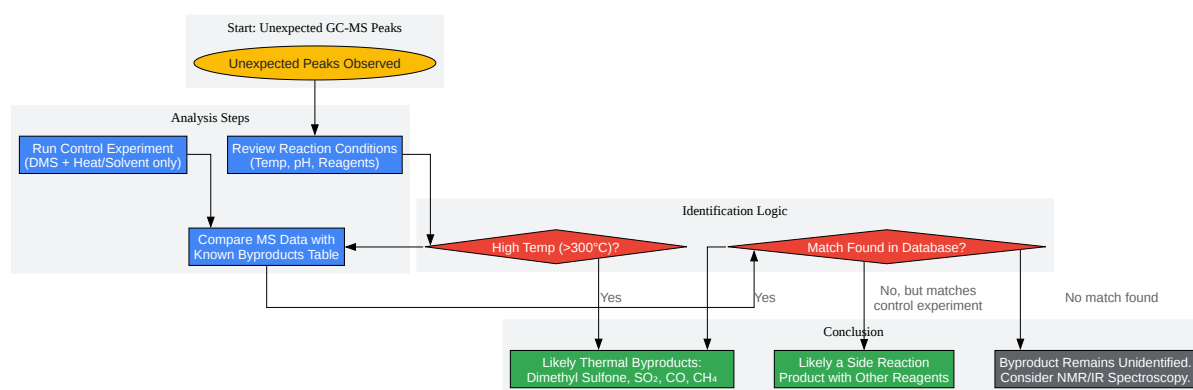 Start: Unexpected GC-MS Peaks
Unexpected Peaks Observed
Analysis Steps
Run Control Experiment
(DMS + Heat/Solvent only)
Review Reaction Conditions
(Temp, pH, Reagents)
Compare MS Data with
Known Byproducts Table
Identification Logic
High Temp (>300°C)?
Match Found in Database?
Yes
Yes
No, but matches
control experiment
No match found
Conclusion
Likely Thermal Byproducts:
Dimethyl Sulfone, SO₂, CO, CH₄
Likely a Side Reaction
Product with Other Reagents
Byproduct Remains Unidentified.
Consider NMR/IR Spectroscopy.